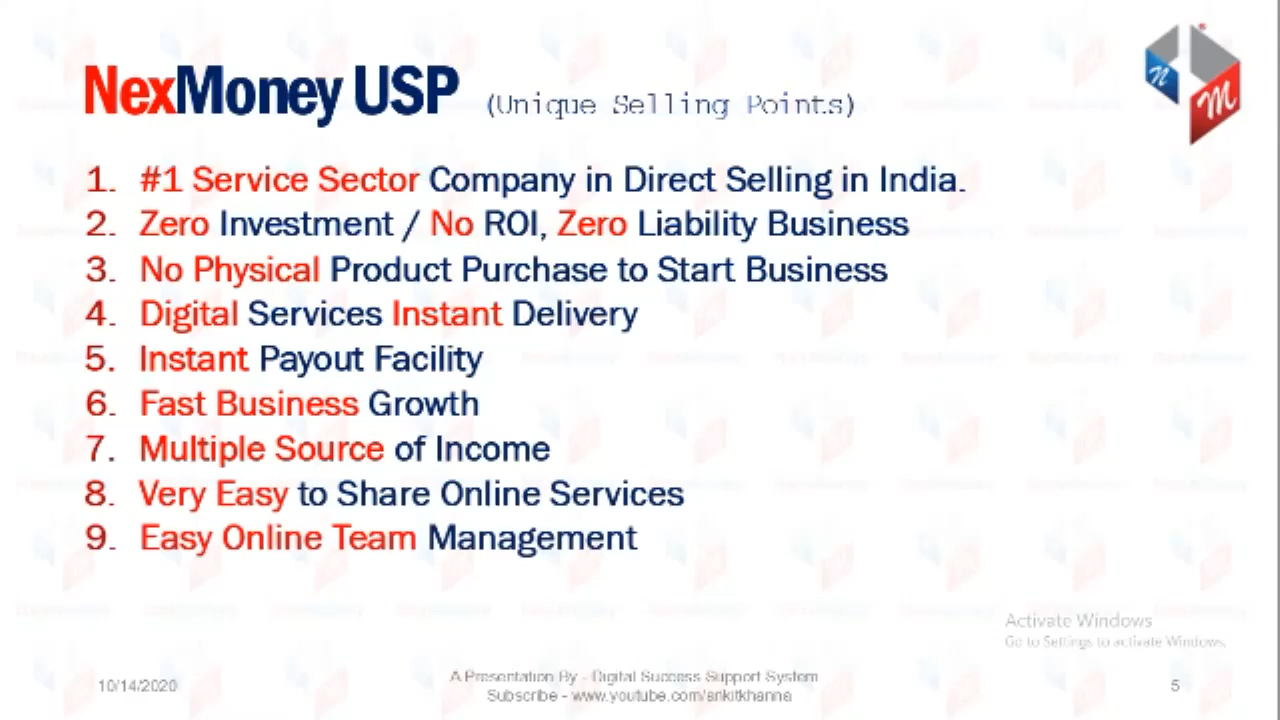 NexMoney USP (Unique Selling Points)
n
M
1. #1 Service Sector Company in Direct Selling in India.
2. Zero Investment / No ROI, Zero Liability Business
3. No Physical Product Purchase to Start Business
4. Digital Services Instant Delivery
5. Instant Payout Facility
6. Fast Business Growth
7. Multiple Source of Income
8. Very Easy to Share Online Services
9. Easy Online Team Management
Activate Windows
Go to Settings to activate Windows.
10/14/2020
A Presentation By - Digital Success Support System
Subscribe - www.youtube.com/ankitkhanna
5